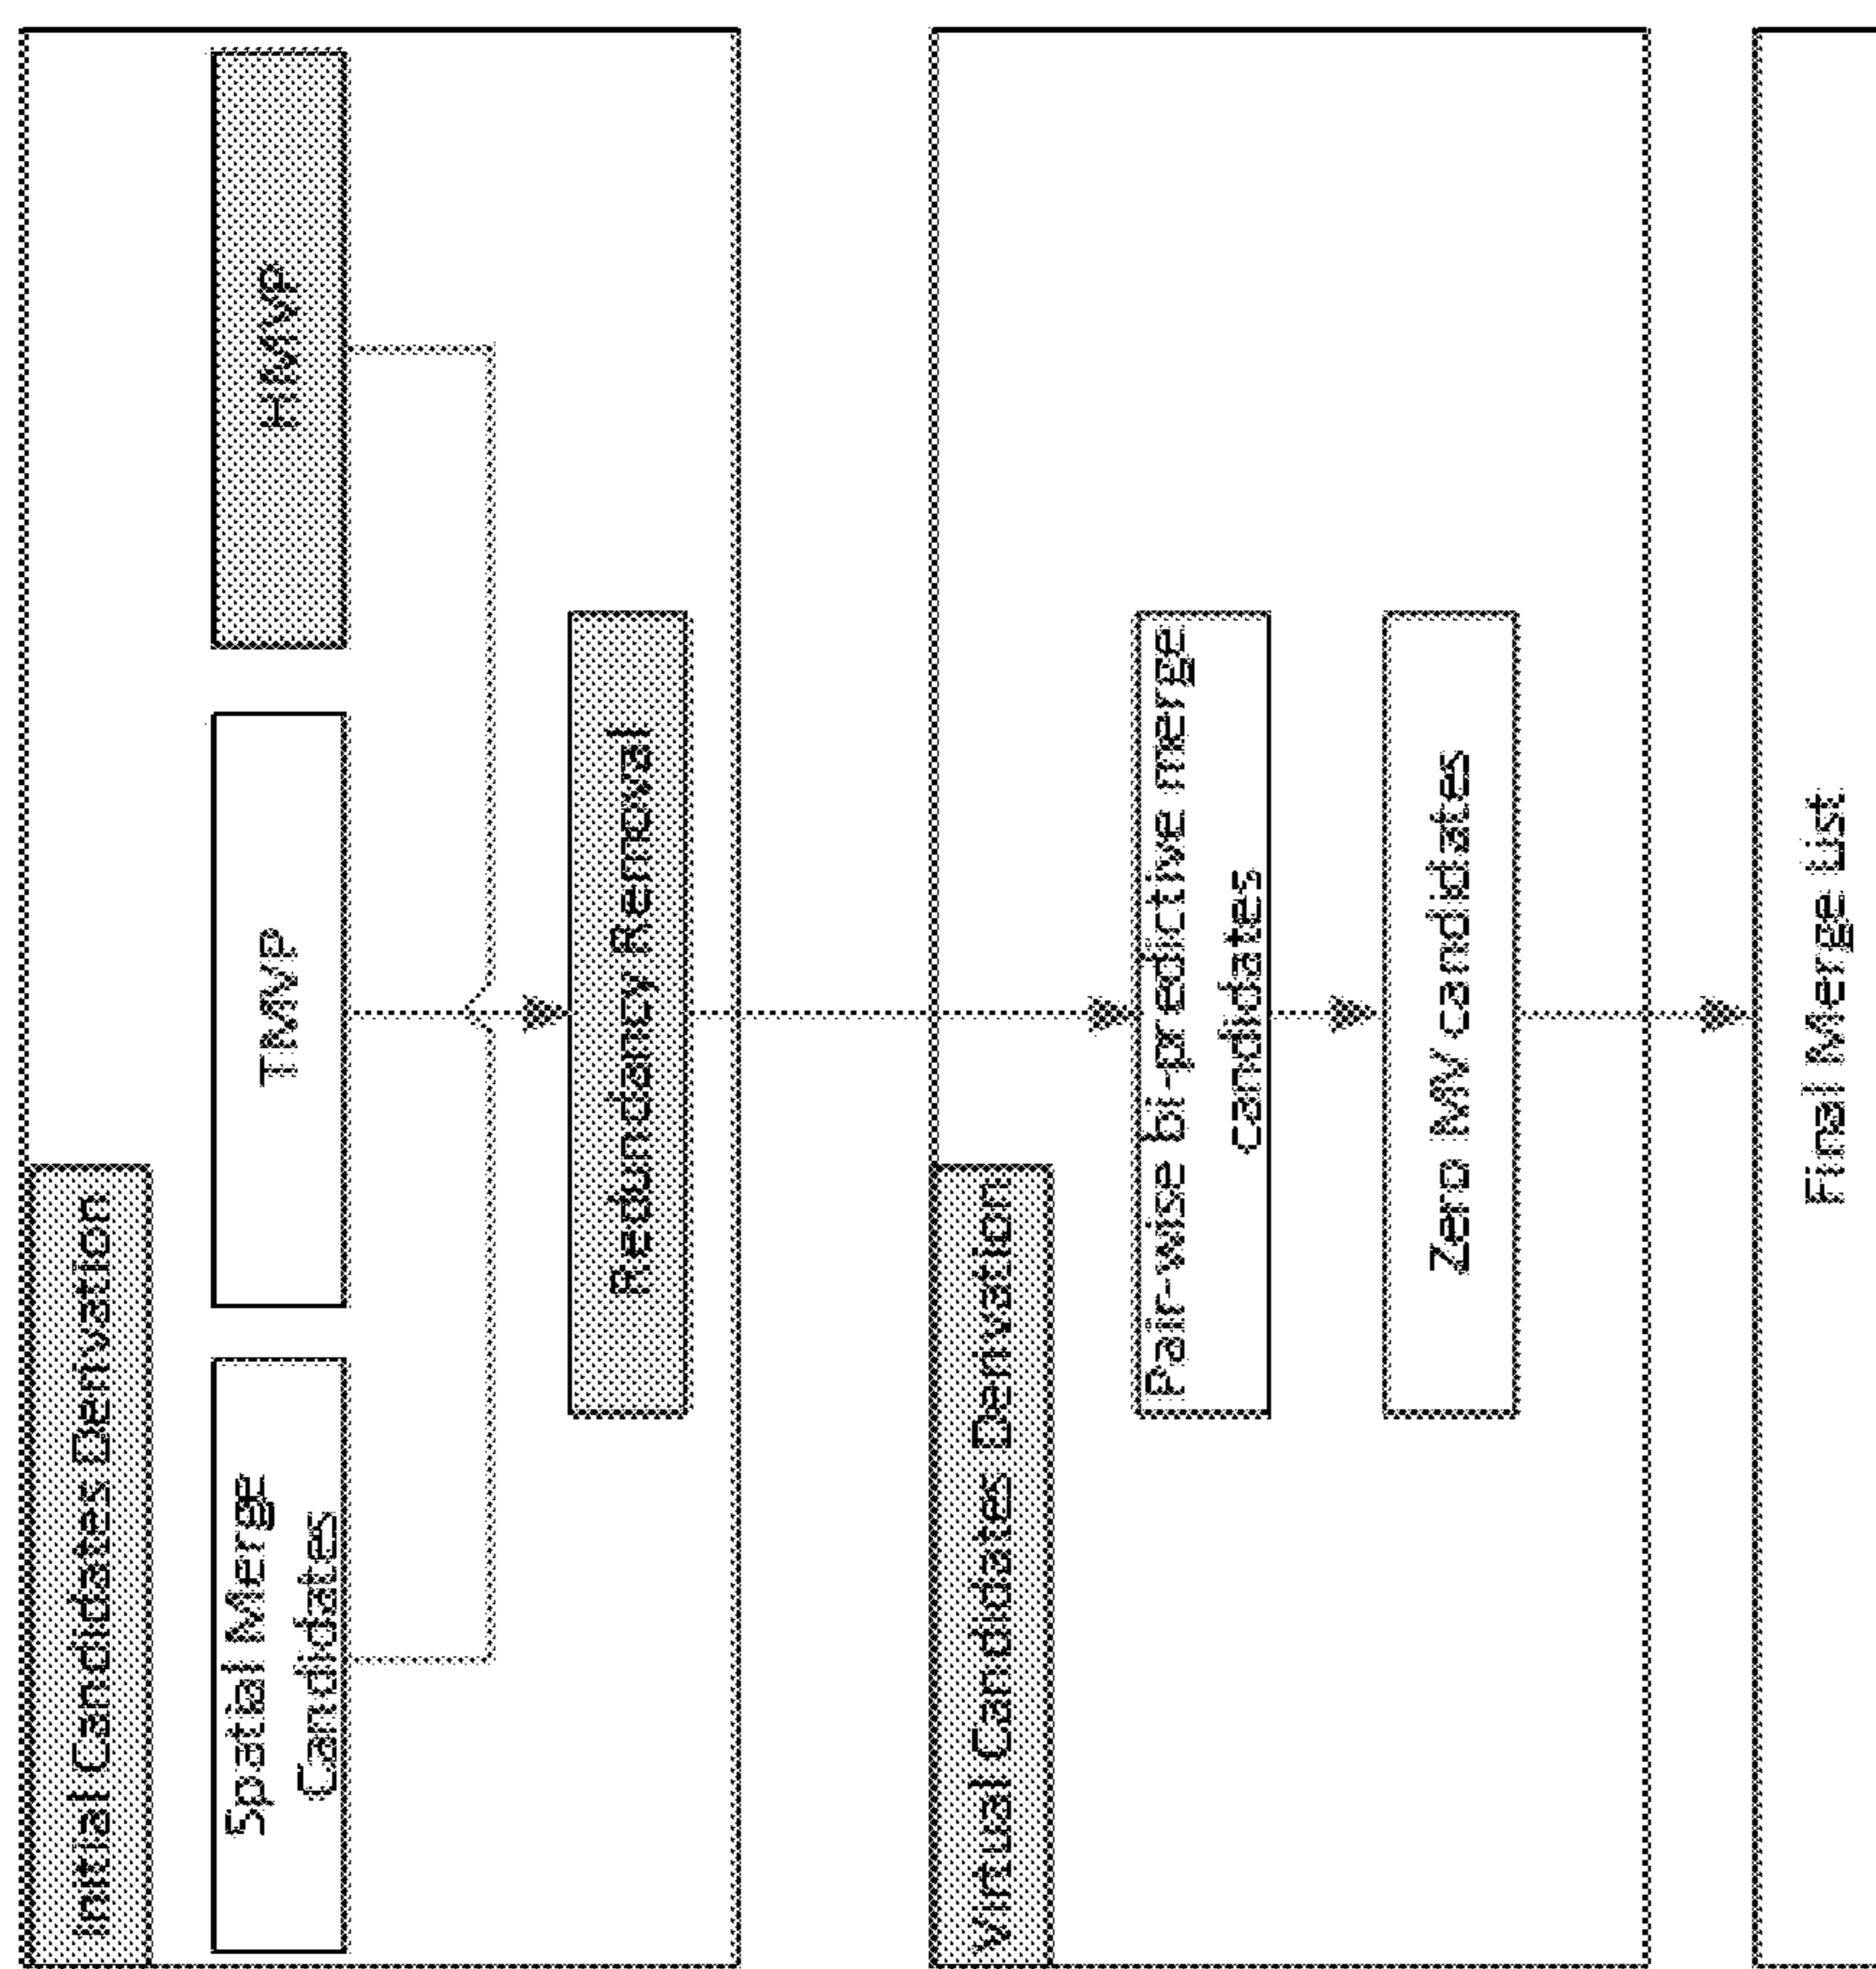 Initial Candidates Derivation
Spatial Merge
Candidates
TMVP
HMVP
Redundancy Removal
Virtual Candidates Derivation
Pair-wise bi-predictive merge
candidates
Zero MV candidates
Final Merge List